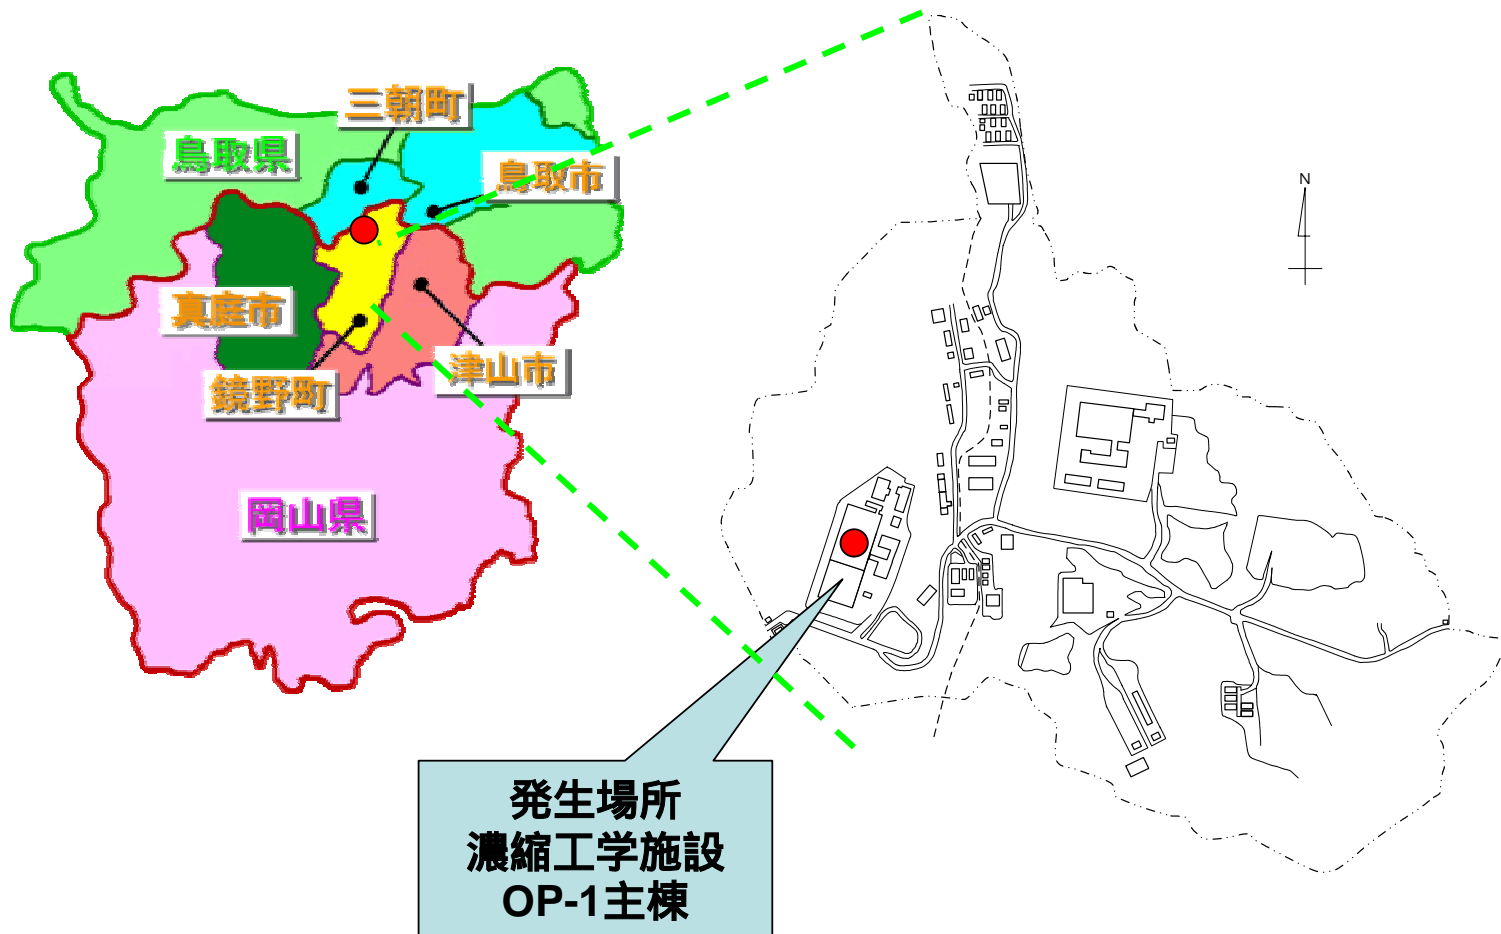 三朝町
鳥取県
鳥取市
真庭市
津山市
鏡野町
岡山県
N
発生場所
濃縮工学施設
OP-1主棟